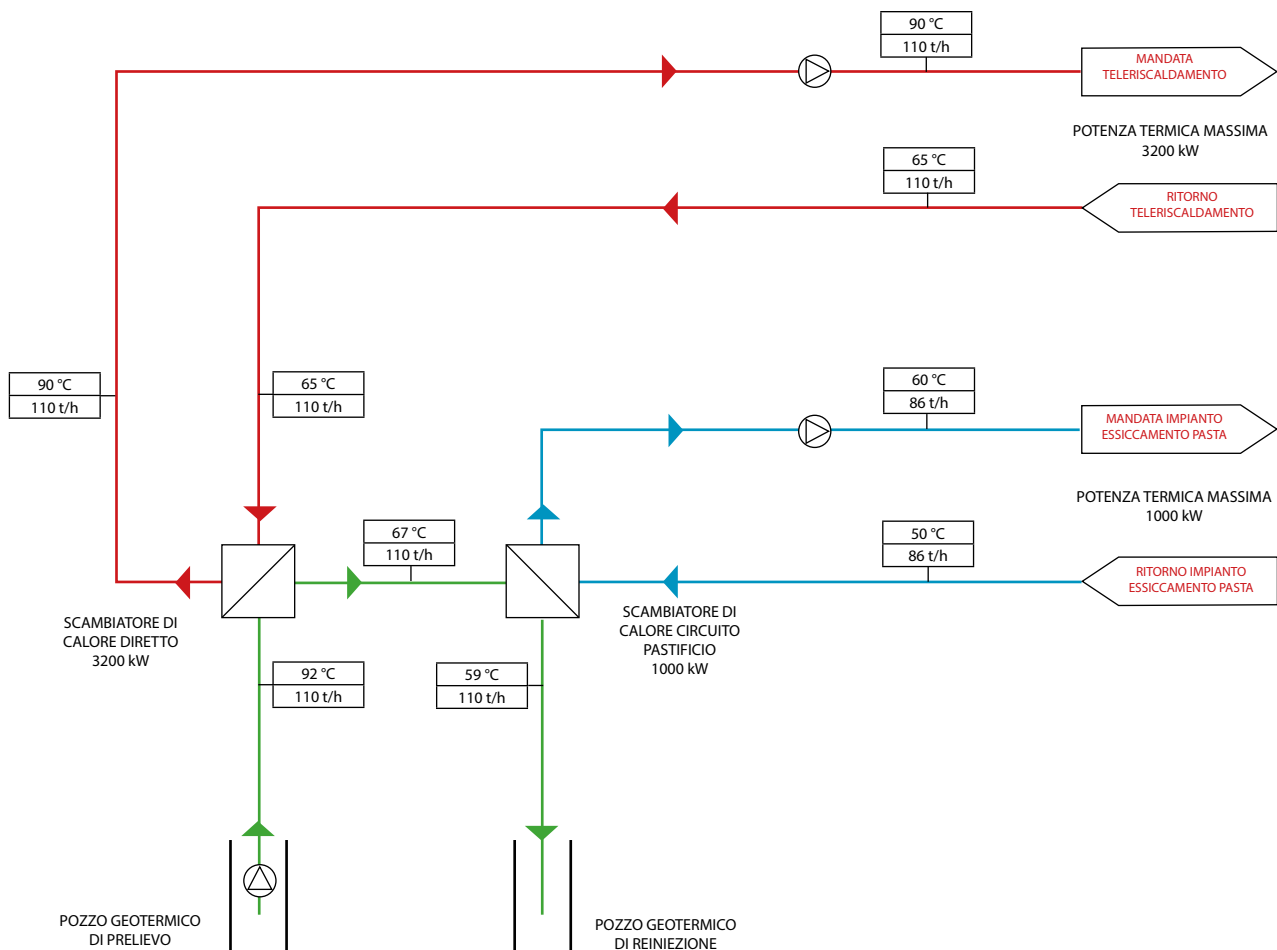 90 °C
110 t/h
MANDATA
TELERISCALDAMENTO
POTENZA TERMICA MASSIMA
3200 kW
65 °C
110 t/h
RITORNO
TELERISCALDAMENTO
90 °C
110 t/h
65 °C
110 t/h
60 °C
86 t/h
MANDATA IMPIANTO
ESSICCAMENTO PASTA
POTENZA TERMICA MASSIMA
1000 kW
67 °C
110 t/h
50 °C
86 t/h
RITORNO IMPIANTO
ESSICCAMENTO PASTA
SCAMBIATORE DI
CALORE DIRETTO
3200 kW
SCAMBIATORE DI
CALORE CIRCUITO
PASTIFICIO
1000 kW
92 °C
110 t/h
59 °C
110 t/h
POZZO GEOTERMICO
DI PRELIEVO
POZZO GEOTERMICO
DI REINIEZIONE